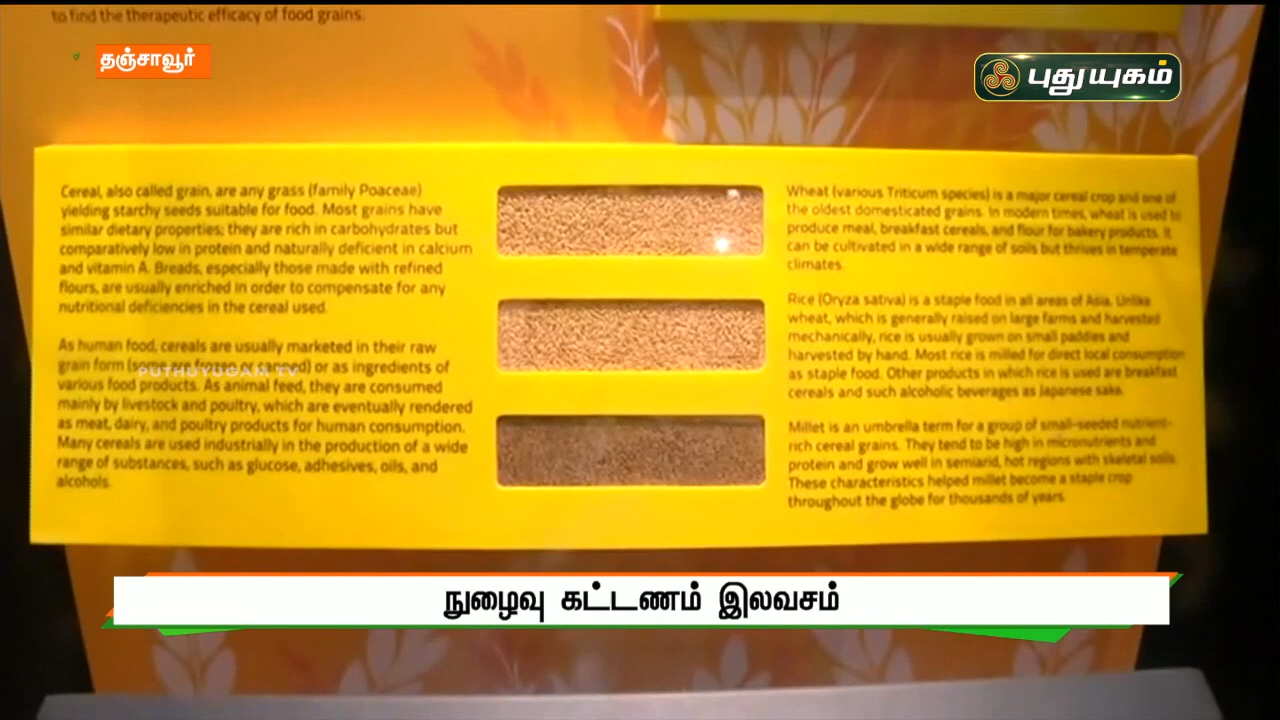 to find the therapeutic efficacy of food grains.
தஞ்சாவூர்
புதுயுகம்
Cereal, also called grain, are any grass (family Poaceae)
yielding starchy seeds suitable for food. Most grains have
similar dietary properties; they are rich in carbohydrates but
comparatively low in protein and naturally deficient in calcium
and vitamin A. Breads, especially those made with refined
flours, are usually enriched in order to compensate for any
nutritional deficiencies in the cereal used.
As human food, cereals are usually marketed in their raw
grain form (some are frozen or canned) or as ingredients of
various food products. As animal feed, they are consumed
mainly by livestock and poultry, which are eventually rendered
as meat, dairy, and poultry products for human consumption.
Many cereals are used industrially in the production of a wide
range of substances, such as glucose, adhesives, oils, and
alcohols.
PUTHUYUGAM TV
Wheat (various Triticum species) is a major cereal crop and one of
the oldest domesticated grains. In modern times, wheat is used to
produce meal, breakfast cereals, and flour for bakery products. It
can be cultivated in a wide range of soils but thrives in temperate
climates.
Rice (Oryza sativa) is a staple food in all areas of Asia. Unlike
wheat, which is generally raised on large farms and harvested
mechanically, rice is usually grown on small paddies and
harvested by hand. Most rice is milled for direct local consumption
as staple food. Other products in which rice is used are breakfast
cereals and such alcoholic beverages as Japanese sake.
Millet is an umbrella term for a group of small-seeded nutrient-
rich cereal grains. They tend to be high in micronutrients and
protein and grow well in semiarid, hot regions with skeletal soils.
These characteristics helped millet become a staple crop
throughout the globe for thousands of years.
நுழைவு கட்டணம் இலவசம்